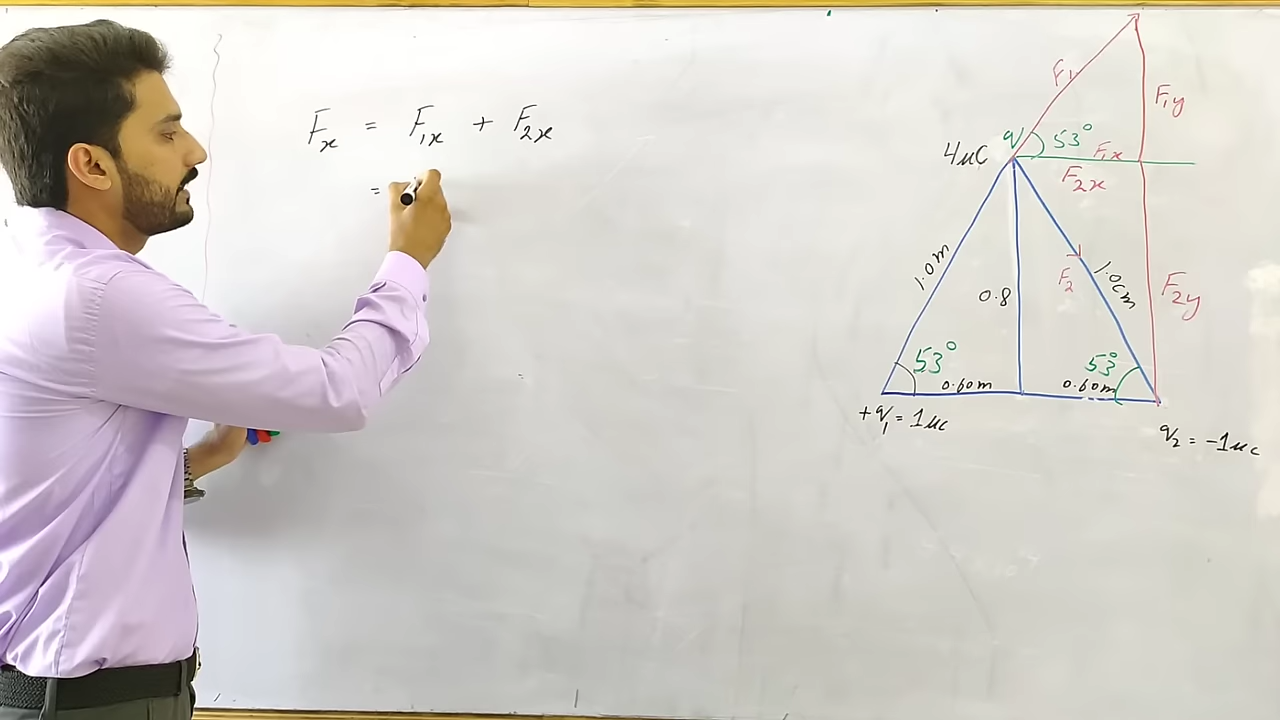 Fₓ = F₁ₓ + F₂ₓ
=
F₁
F₁y
q 53°
F₁ₓ
4μC
F₂ₓ
1.0m
F₂
1.0cm
0.8
F₂y
53°
53°
0.60m
0.60m
+q₁ = 1μc
q₂ = -1μc